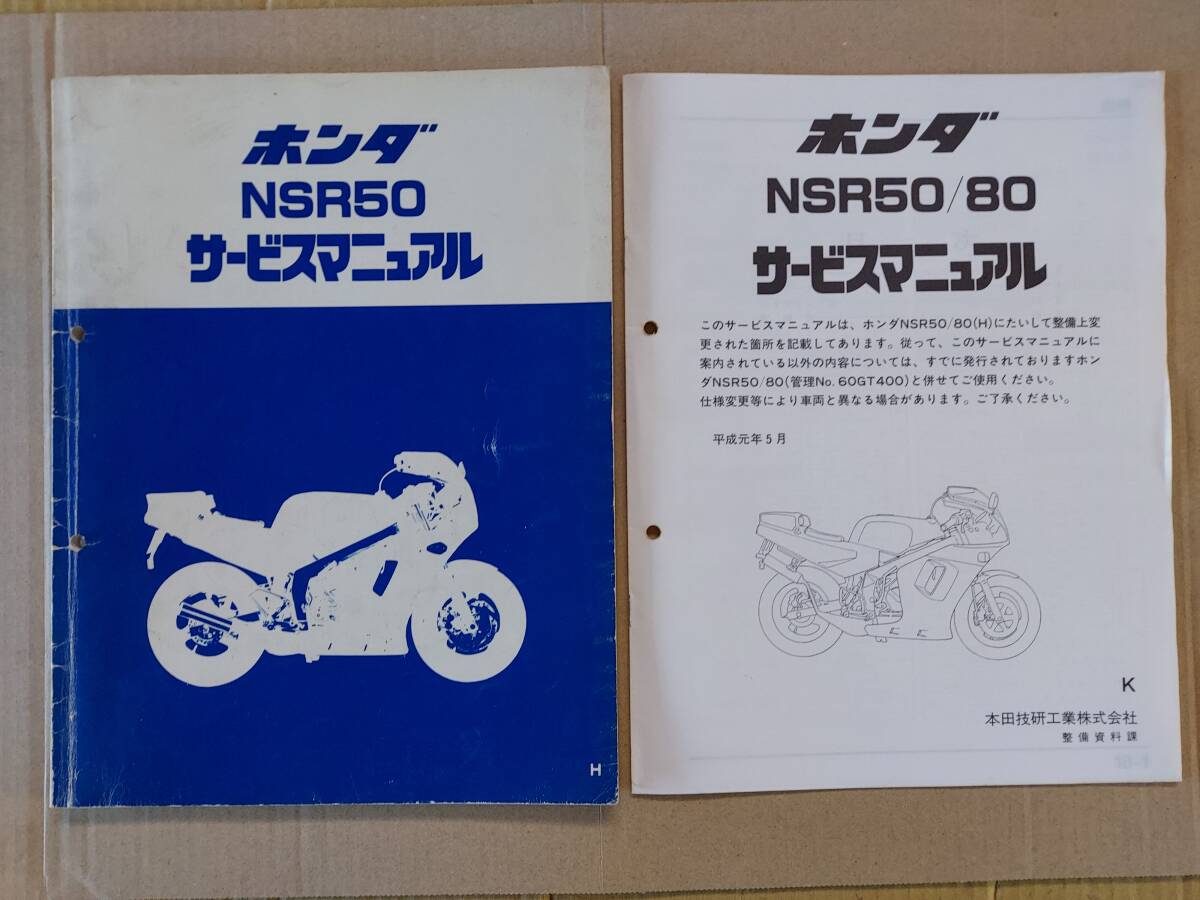 ホンダ
NSR50
サービスマニュアル
H
ホンダ
NSR50/80
サービスマニュアル
このサービスマニュアルは、ホンダNSR50/80(H)にたいして整備上変
更された箇所を記載してあります。従って、このサービスマニュアルに
案内されている以外の内容については、すでに発行されておりますホン
ダNSR50/80(管理No. 60GT400)と併せてご使用ください。
仕様変更等により車両と異なる場合があります。ご了承ください。
平成元年5月
K
本田技研工業株式会社
整備資料課